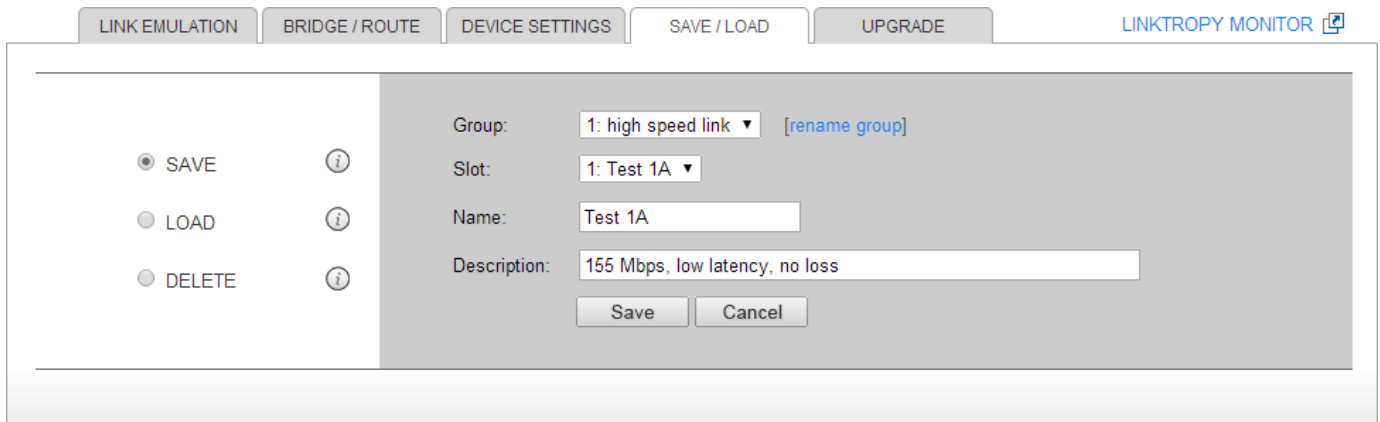 LINK EMULATION BRIDGE / ROUTE DEVICE SETTINGS SAVE / LOAD UPGRADE LINKTROPY MONITOR
SAVE
LOAD
DELETE
Group: 1: high speed link [rename group]
Slot: 1: Test 1A
Name: Test 1A
Description: 155 Mbps, low latency, no loss
Save Cancel